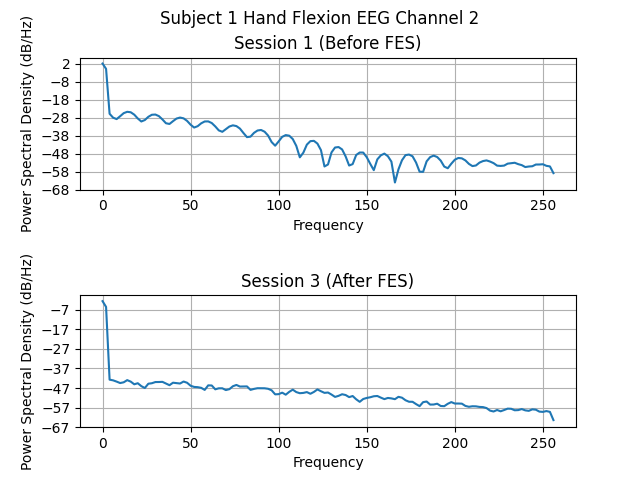 Subject 1 Hand Flexion EEG Channel 2
Session 1 (Before FES)
Power Spectral Density (dB/Hz)
2
−8
−18
−28
−38
−48
−58
−68
0 50 100 150 200 250
Frequency
Session 3 (After FES)
Power Spectral Density (dB/Hz)
−7
−17
−27
−37
−47
−57
−67
0 50 100 150 200 250
Frequency